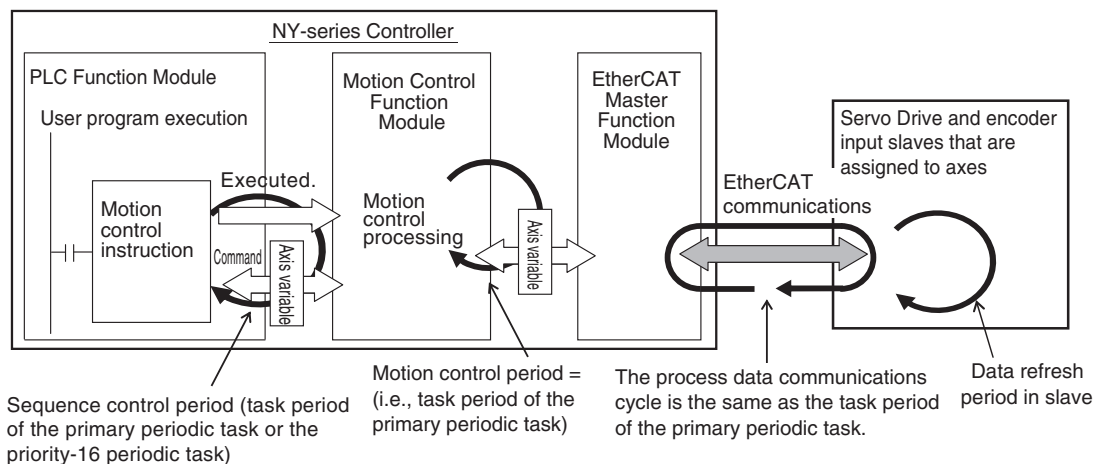 NY-series Controller
PLC Function Module
User program execution
Motion
control
instruction
Executed.
Command
Axis variable
Motion Control
Function
Module
Motion
control
processing
Axis variable
EtherCAT
Master
Function
Module
EtherCAT
communications
Servo Drive and encoder
input slaves that are
assigned to axes
Sequence control period (task period
of the primary periodic task or the
priority-16 periodic task)
Motion control period =
(i.e., task period of the
primary periodic task)
The process data communications
cycle is the same as the task period
of the primary periodic task.
Data refresh
period in slave